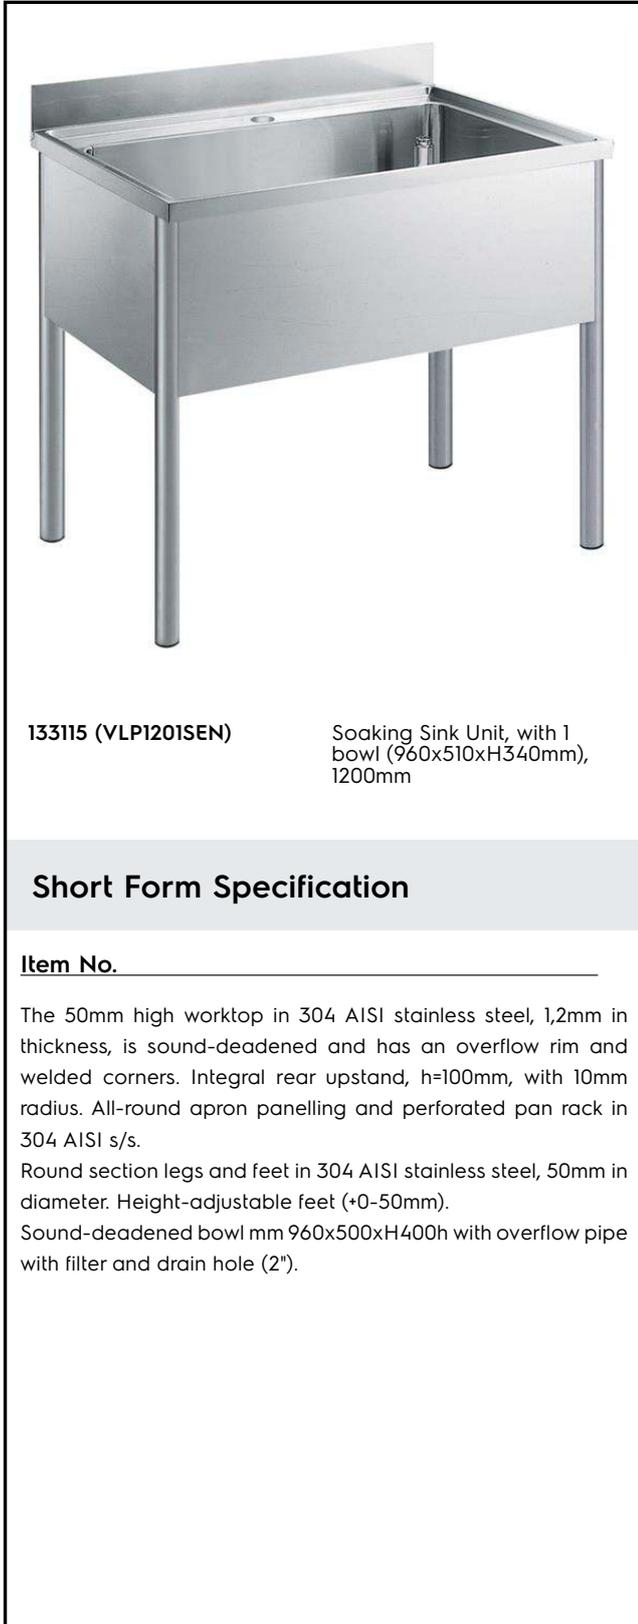 133115 (VLP1201SEN)
Soaking Sink Unit, with 1
bowl (960x510xH340mm),
1200mm
Short Form Specification
Item No.
The 50mm high worktop in 304 AISI stainless steel, 1,2mm in
thickness, is sound-deadened and has an overflow rim and
welded corners. Integral rear upstand, h=100mm, with 10mm
radius. All-round apron panelling and perforated pan rack in
304 AISI s/s.
Round section legs and feet in 304 AISI stainless steel, 50mm in
diameter. Height-adjustable feet (+0-50mm).
Sound-deadened bowl mm 960x500xH400h with overflow pipe
with filter and drain hole (2").